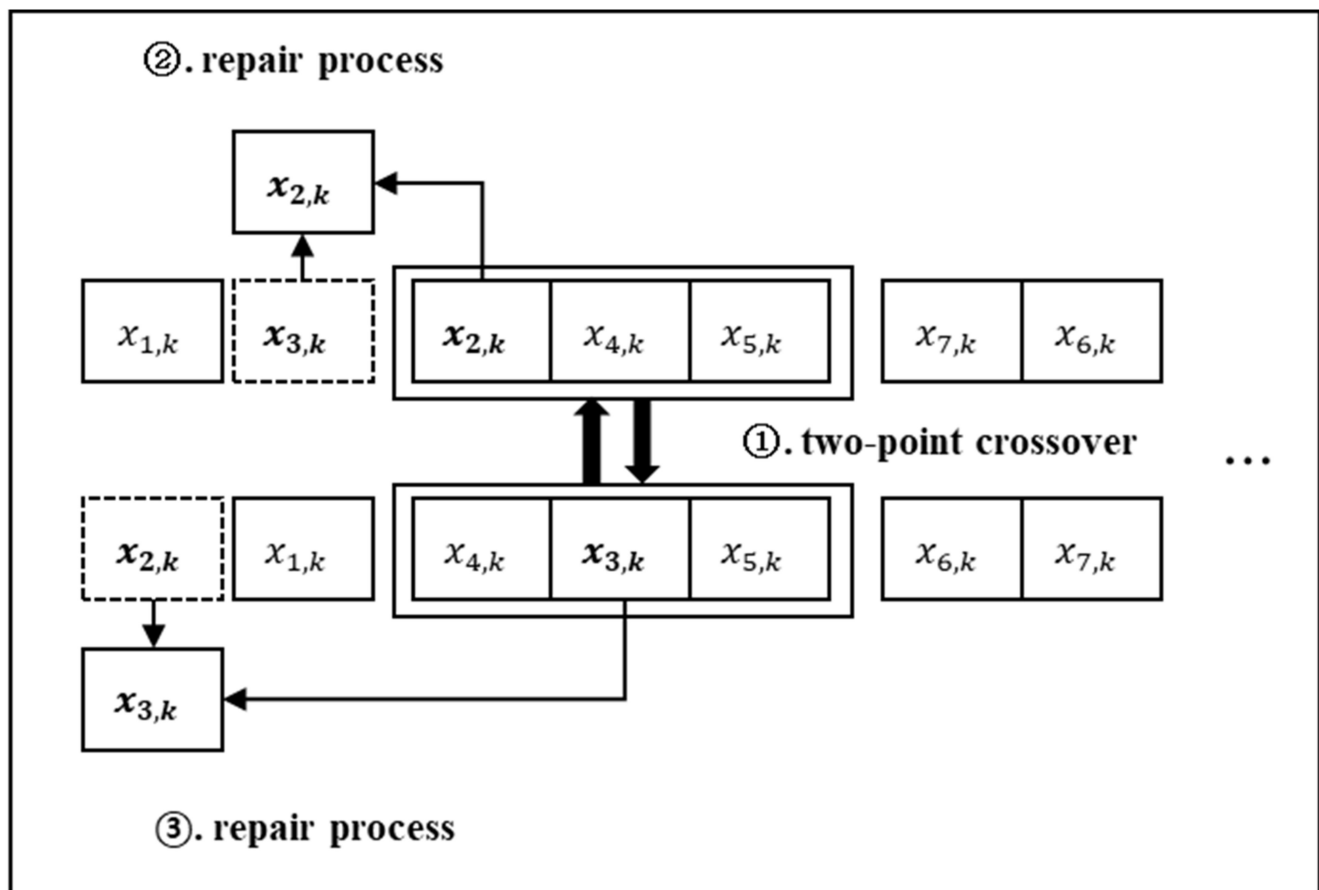 ②. repair process
x2,k
x1,k x3,k x2,k x4,k x5,k x7,k x6,k
①. two-point crossover ...
x2,k x1,k x4,k x3,k x5,k x6,k x7,k
x3,k
③. repair process